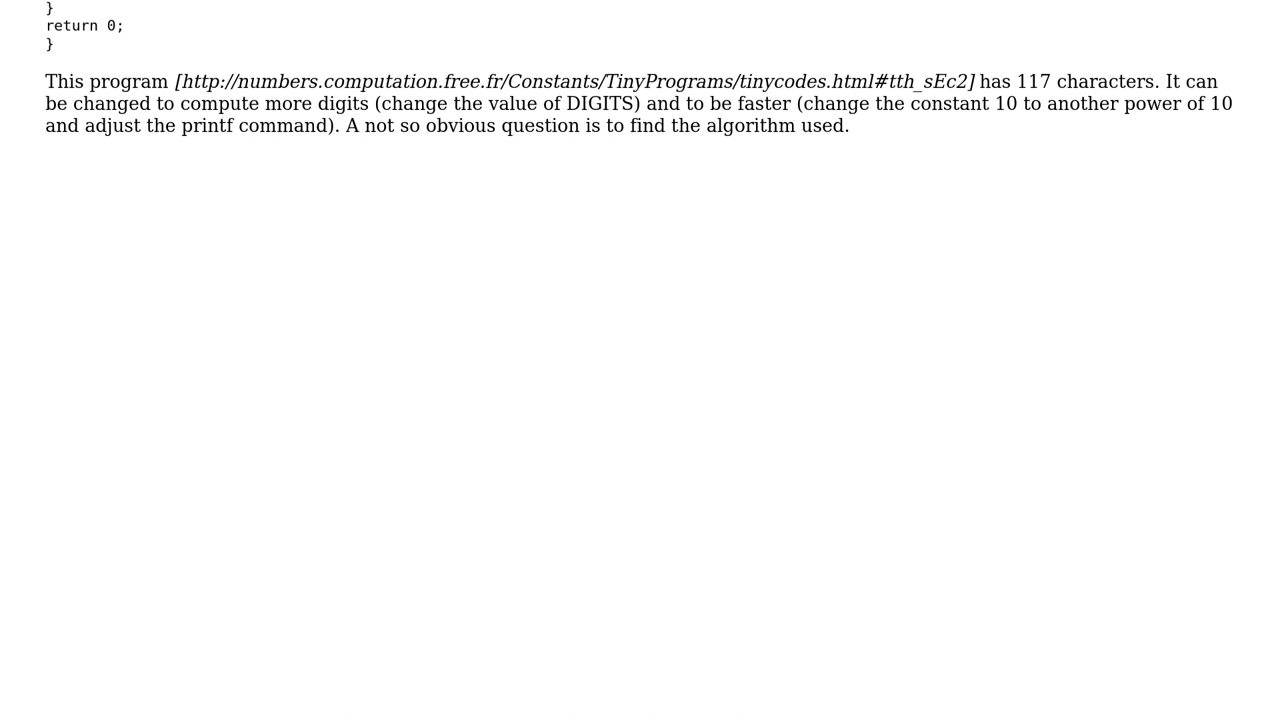 }
return 0;
}
This program [http://numbers.computation.free.fr/Constants/TinyPrograms/tinycodes.html#tth_sEc2] has 117 characters. It can
be changed to compute more digits (change the value of DIGITS) and to be faster (change the constant 10 to another power of 10
and adjust the printf command). A not so obvious question is to find the algorithm used.